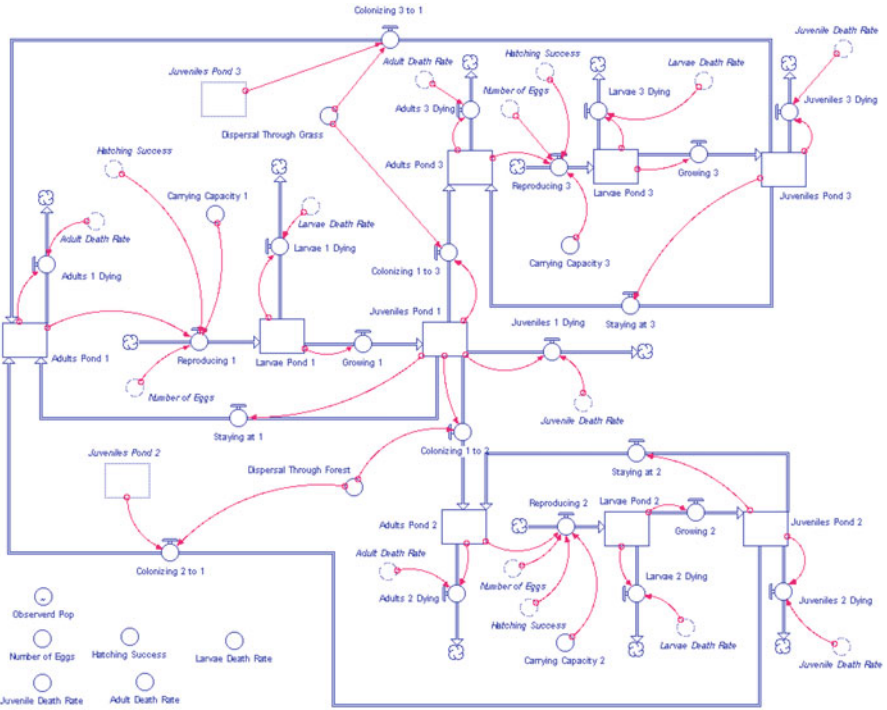 Colonizing 3 to 1
Juvenile Death Rate
Hatching Success
Adult Death Rate
Larvae Death Rate
Juveniles Pond 3
Number of Eggs
Larvae 3 Dying
Juveniles 3 Dying
Adults 3 Dying
Dispersal Through Grass
Hatching Success
Adults Pond 3
Reproducing 3
Larvae Pond 3
Growing 3
Juveniles Pond 3
Carrying Capacity 1
Larvae Death Rate
Adult Death Rate
Larvae 1 Dying
Carrying Capacity 3
Adults 1 Dying
Colonizing 1 to 3
Juveniles Pond 1
Juveniles 1 Dying
Staying at 3
Adults Pond 1
Reproducing 1
Larvae Pond 1
Growing 1
Number of Eggs
Juvenile Death Rate
Staying at 1
Colonizing 1 to 2
Juveniles Pond 2
Dispersal Through Forest
Staying at 2
Reproducing 2
Larvae Pond 2
Adults Pond 2
Growing 2
Juveniles Pond 2
Adult Death Rate
Colonizing 2 to 1
Number of Eggs
Larvae 2 Dying
Adults 2 Dying
Juveniles 2 Dying
Observerd Pop
Hatching Success
Number of Eggs
Hatching Success
Larvae Death Rate
Carrying Capacity 2
Larvae Death Rate
Juvenile Death Rate
Juvenile Death Rate
Adult Death Rate